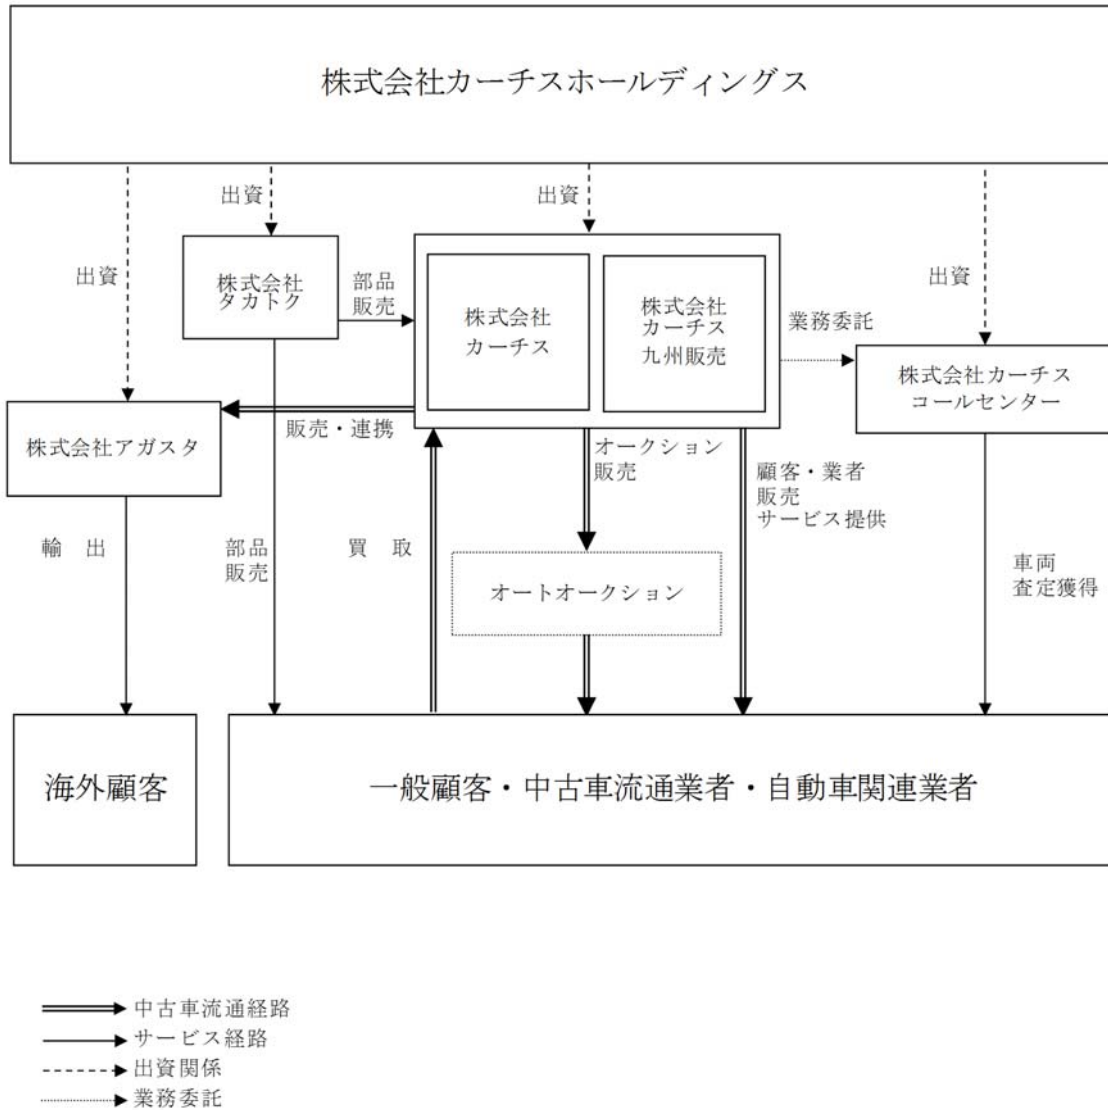 株式会社カーチスホールディングス
出資
出資
出資
出資
株式会社
タカトク
部品
販売
株式会社
カーチス
株式会社
カーチス
九州販売
業務委託
株式会社カーチス
コールセンター
株式会社アガスタ
販売・連携
オークション
販売
顧客・業者
販売
サービス提供
輸 出
部品
販売
買 取
オートオークション
車両
査定獲得
海外顧客
一般顧客・中古車流通業者・自動車関連業者
中古車流通経路
サービス経路
出資関係
業務委託